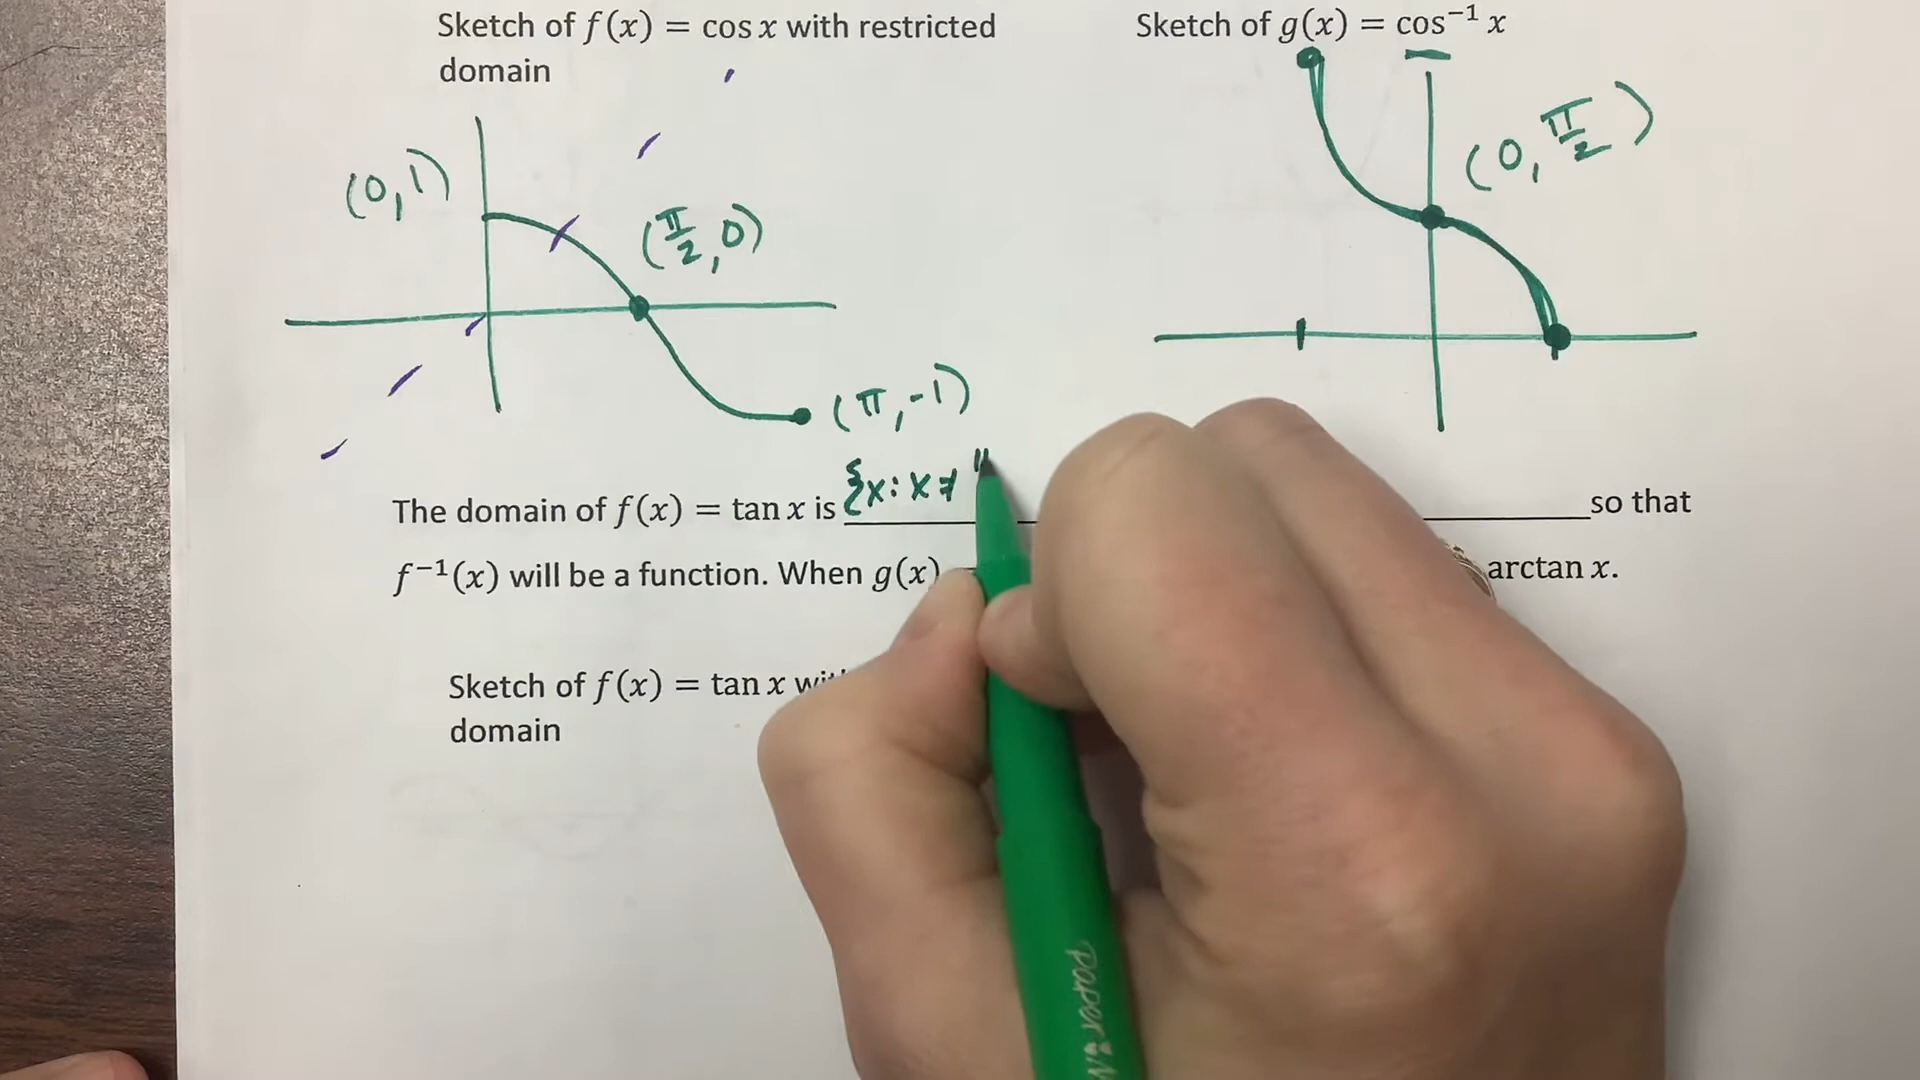 Sketch of f(x) = cos x with restricted
domain
Sketch of g(x) = cos⁻¹ x
(0,1)
(π/2, 0)
(π, -1)
(0, π/2)
The domain of f(x) = tan x is {x: x ≠
so that
f⁻¹(x) will be a function. When g(x)
arctan x.
Sketch of f(x) = tan x
domain
paper